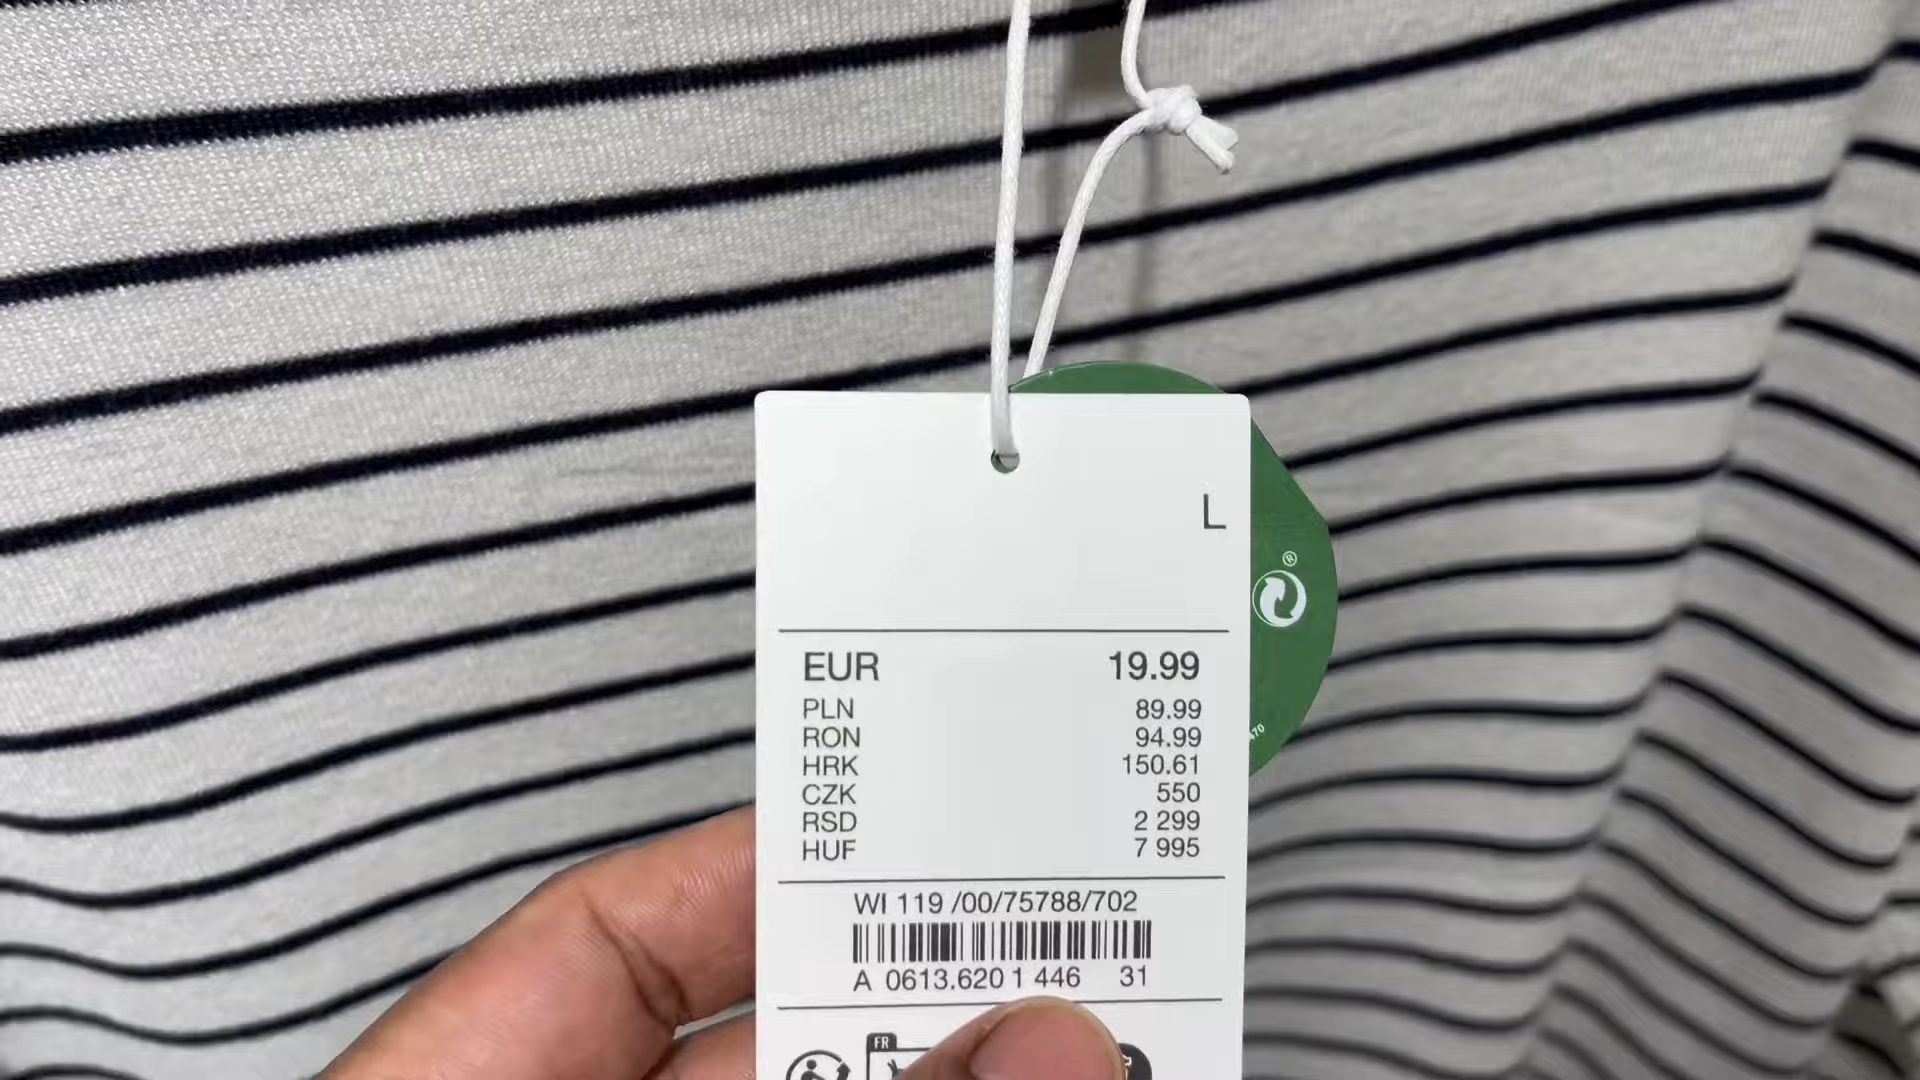 L
EUR 19.99
PLN 89.99
RON 94.99
HRK 150.61
CZK 550
RSD 2 299
HUF 7 995
WI 119 /00/75788/702
A 0613.620 1 446 31
FR
®